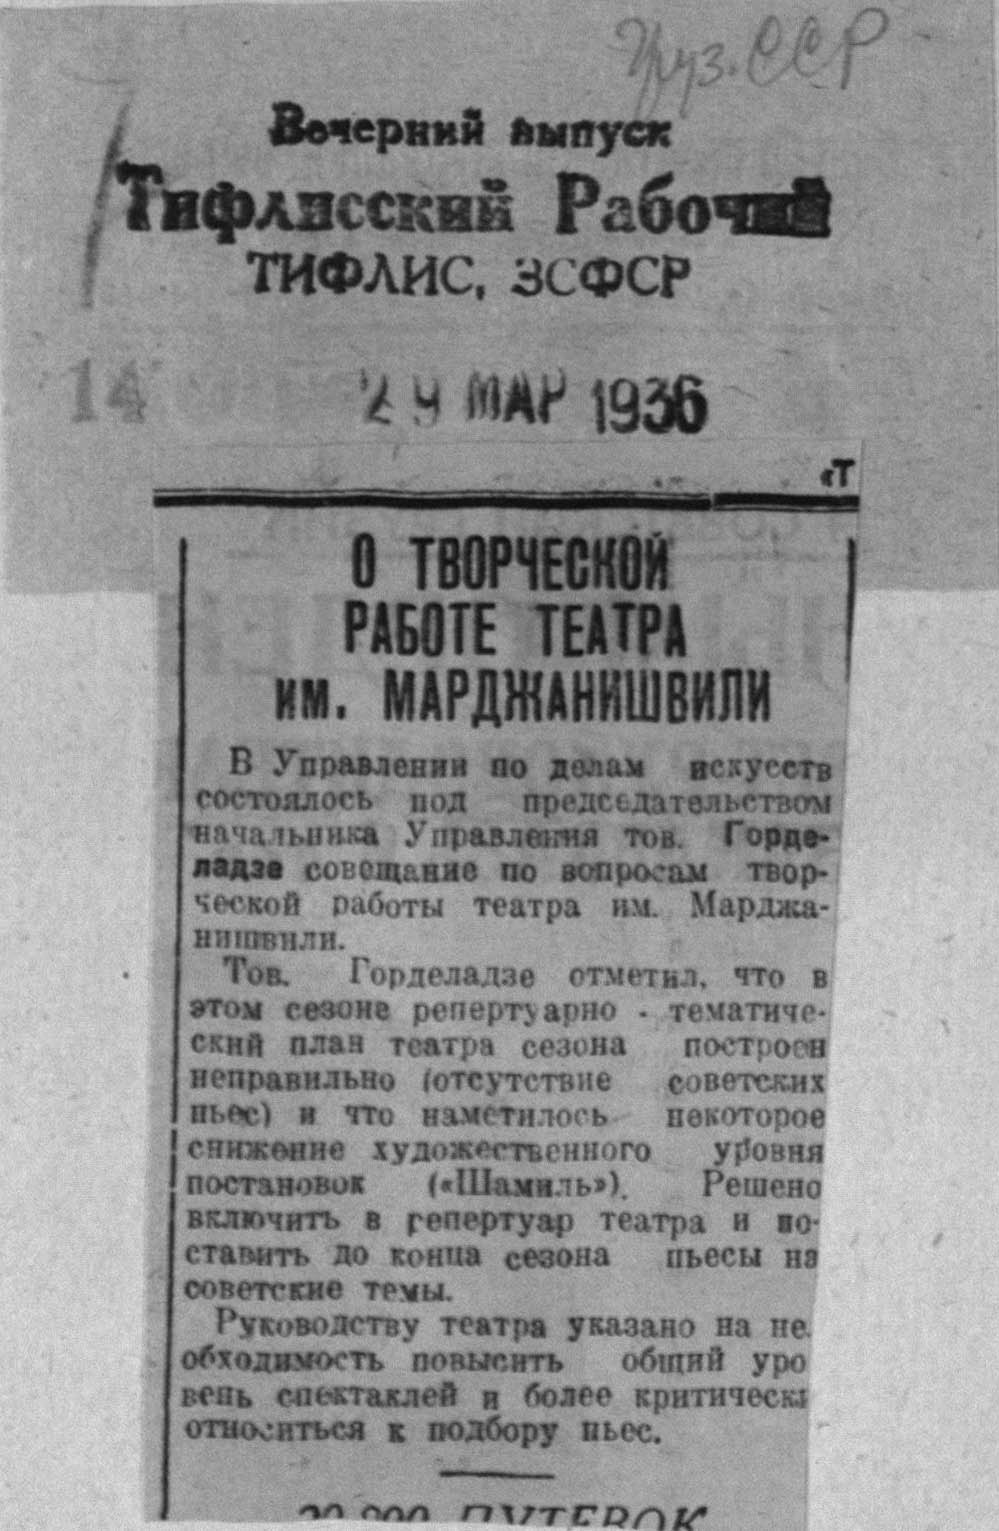 Груз. ССР
Вечерний выпуск
Тифлисский Рабочий
ТИФЛИС, ЗСФСР
14
29 МАР 1936
«Т
О ТВОРЧЕСКОЙ
РАБОТЕ ТЕАТРА
им. МАРДЖАНИШВИЛИ
В Управлении по делам искусств
состоялось под председательством
начальника Управления тов. Горде-
ладзе совещание по вопросам твор-
ческой работы театра им. Марджа-
нишвили.
Тов. Горделадзе отметил, что в
этом сезоне репертуарно - тематиче-
ский план театра сезона построен
неправильно (отсутствие советских
пьес) и что наметилось некоторое
снижение художественного уровня
постановок («Шамиль»). Решено
включить в репертуар театра и по-
ставить до конца сезона пьесы на
советские темы.
Руководству театра указано на не
обходимость повысить общий уро
вень спектаклей и более критически
относиться к подбору пьес.
ПУТЕВОК